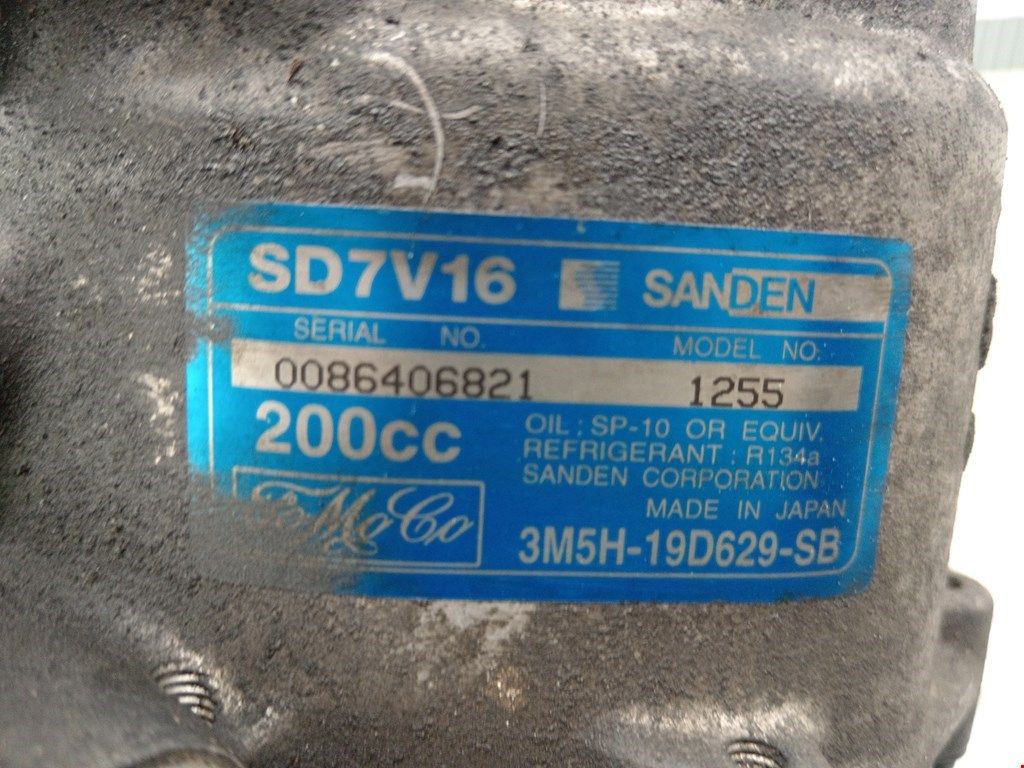 SD7V16 SANDEN
SERIAL NO. MODEL NO.
0086406821 1255
200cc
OIL : SP-10 OR EQUIV.
REFRIGERANT : R134a
SANDEN CORPORATION
MADE IN JAPAN
FoMoCo
3M5H-19D629-SB